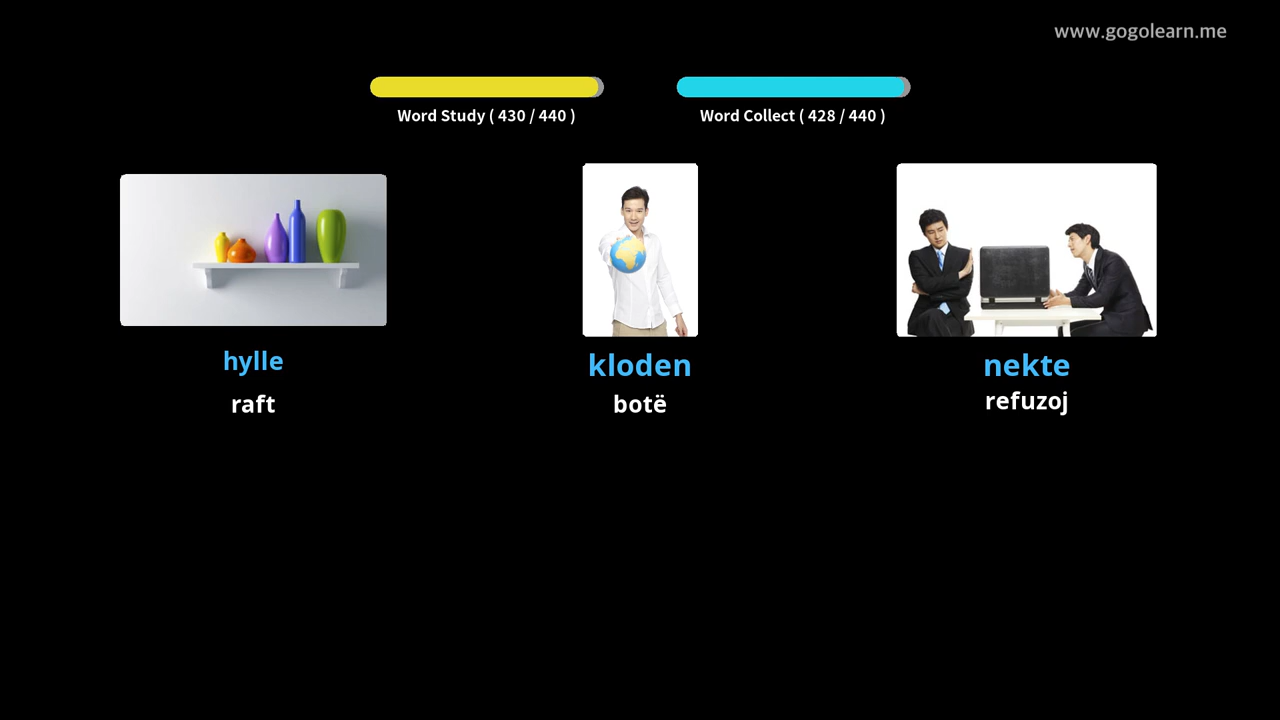 www.gogolearn.me
Word Study ( 430 / 440 )
Word Collect ( 428 / 440 )
hylle
raft
kloden
botë
nekte
refuzoj